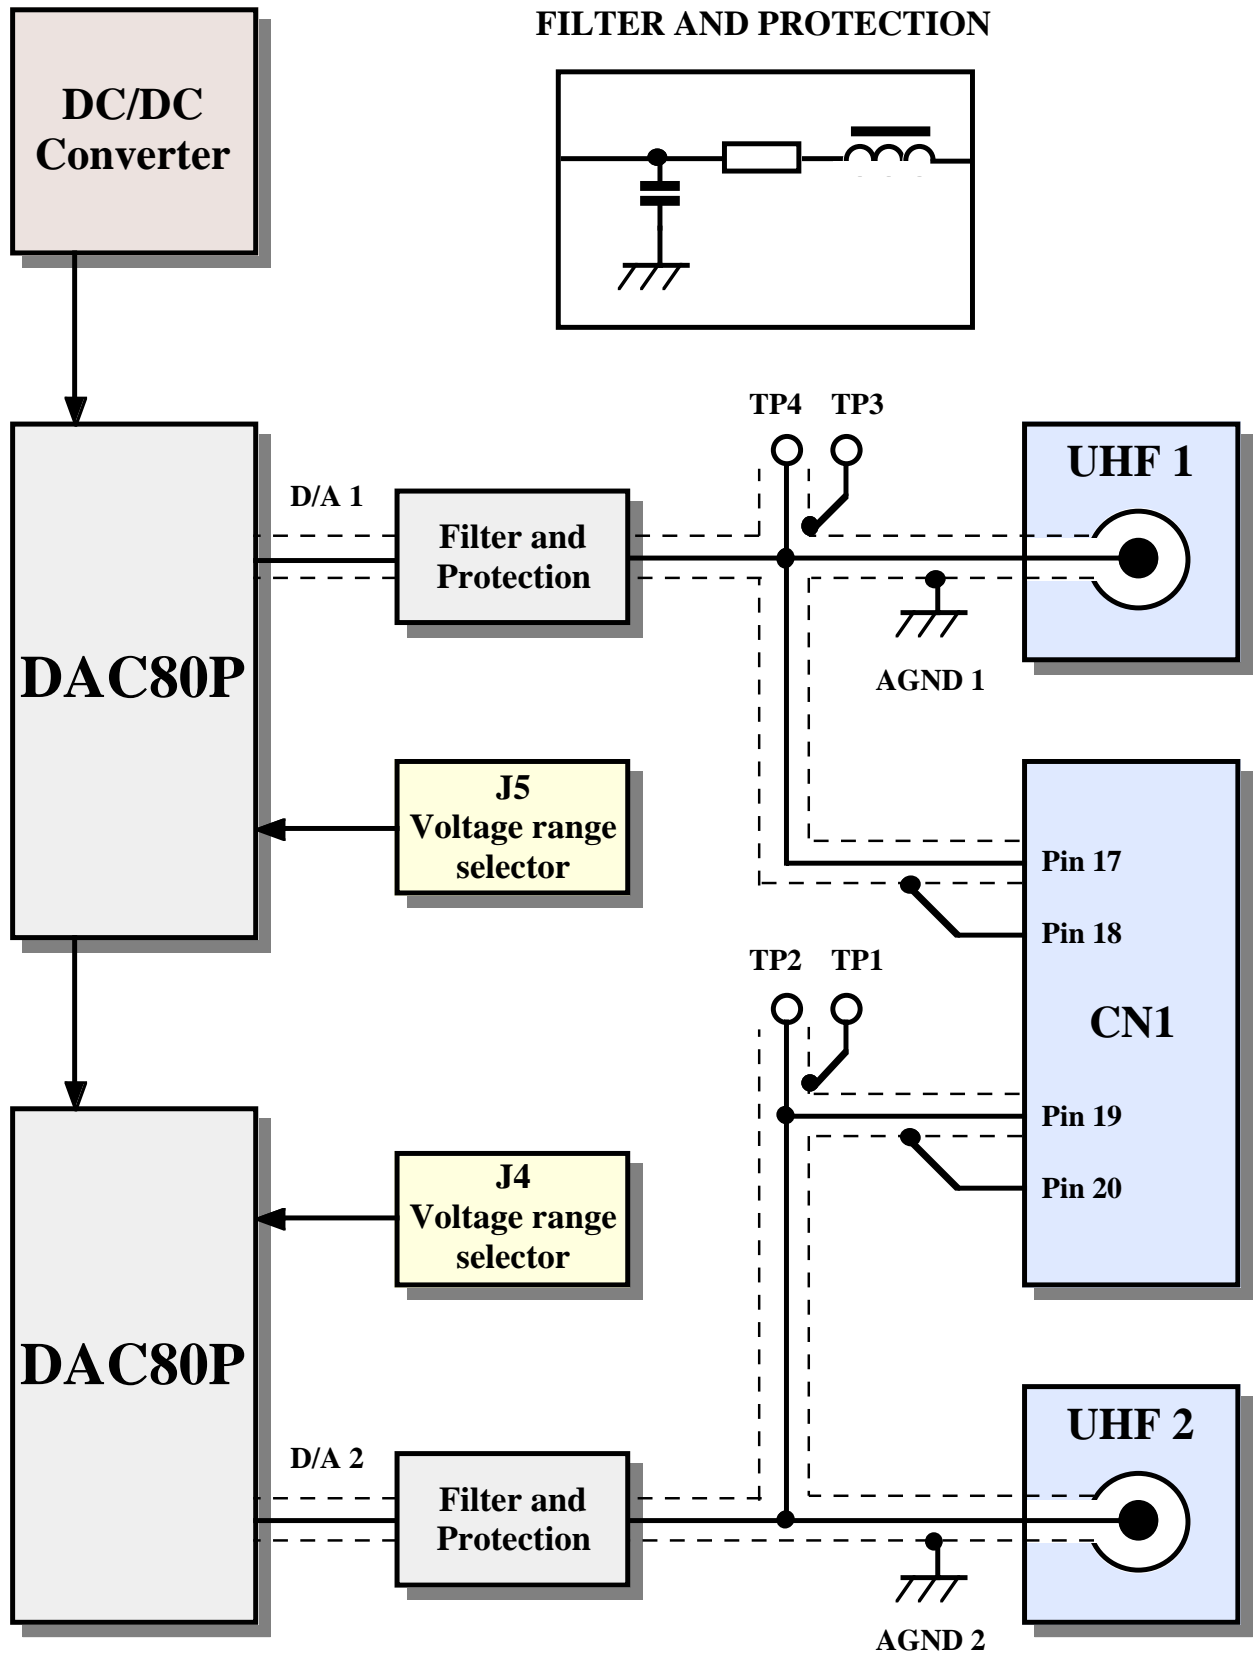 FILTER AND PROTECTION
DC/DC
Converter
TP4 TP3
UHF 1
D/A 1
Filter and
Protection
DAC80P
AGND 1
J5
Voltage range
selector
Pin 17
Pin 18
TP2 TP1
CN1
Pin 19
J4
Voltage range
selector
Pin 20
DAC80P
UHF 2
D/A 2
Filter and
Protection
AGND 2